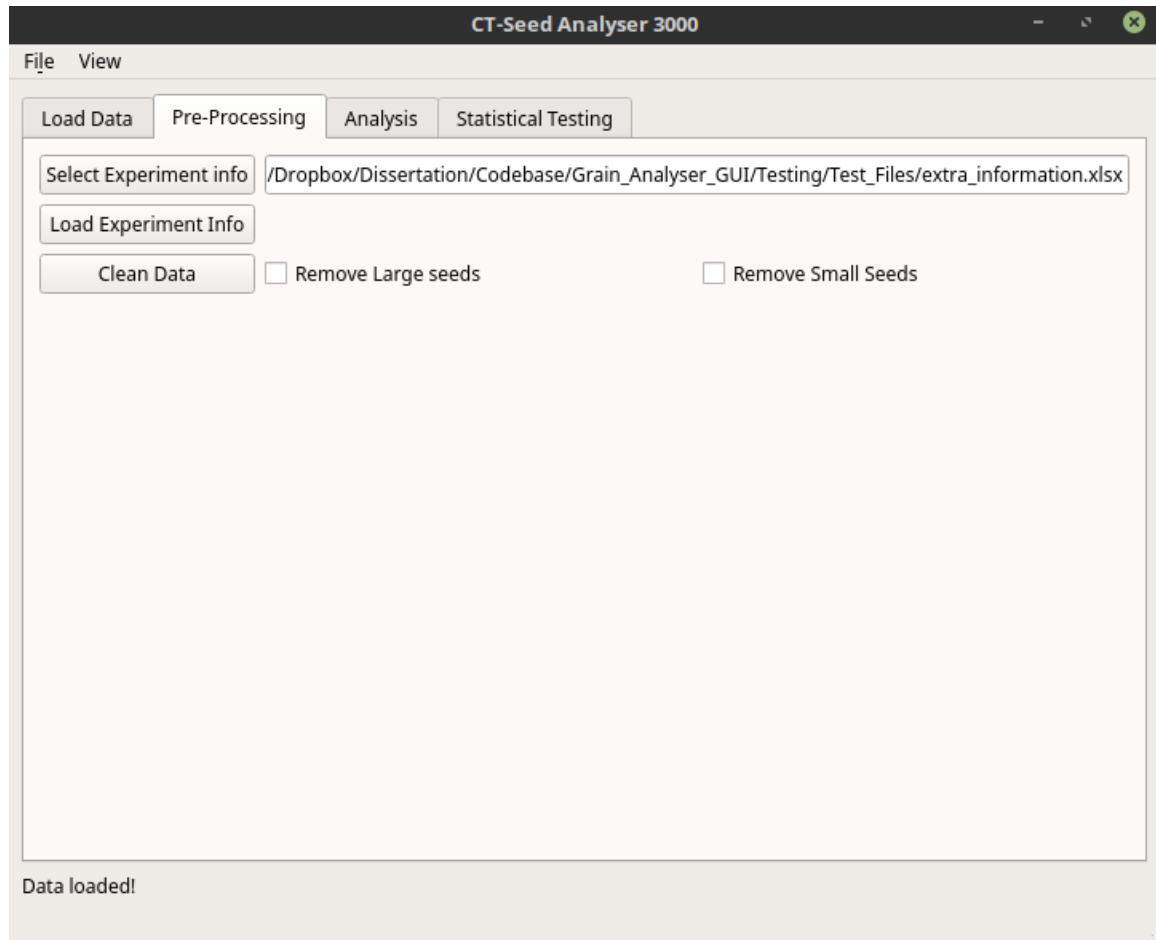 CT-Seed Analyser 3000
File View
Load Data Pre-Processing Analysis Statistical Testing
Select Experiment info /Dropbox/Dissertation/Codebase/Grain_Analyser_GUI/Testing/Test_Files/extra_information.xlsx
Load Experiment Info
Clean Data Remove Large seeds Remove Small Seeds
Data loaded!